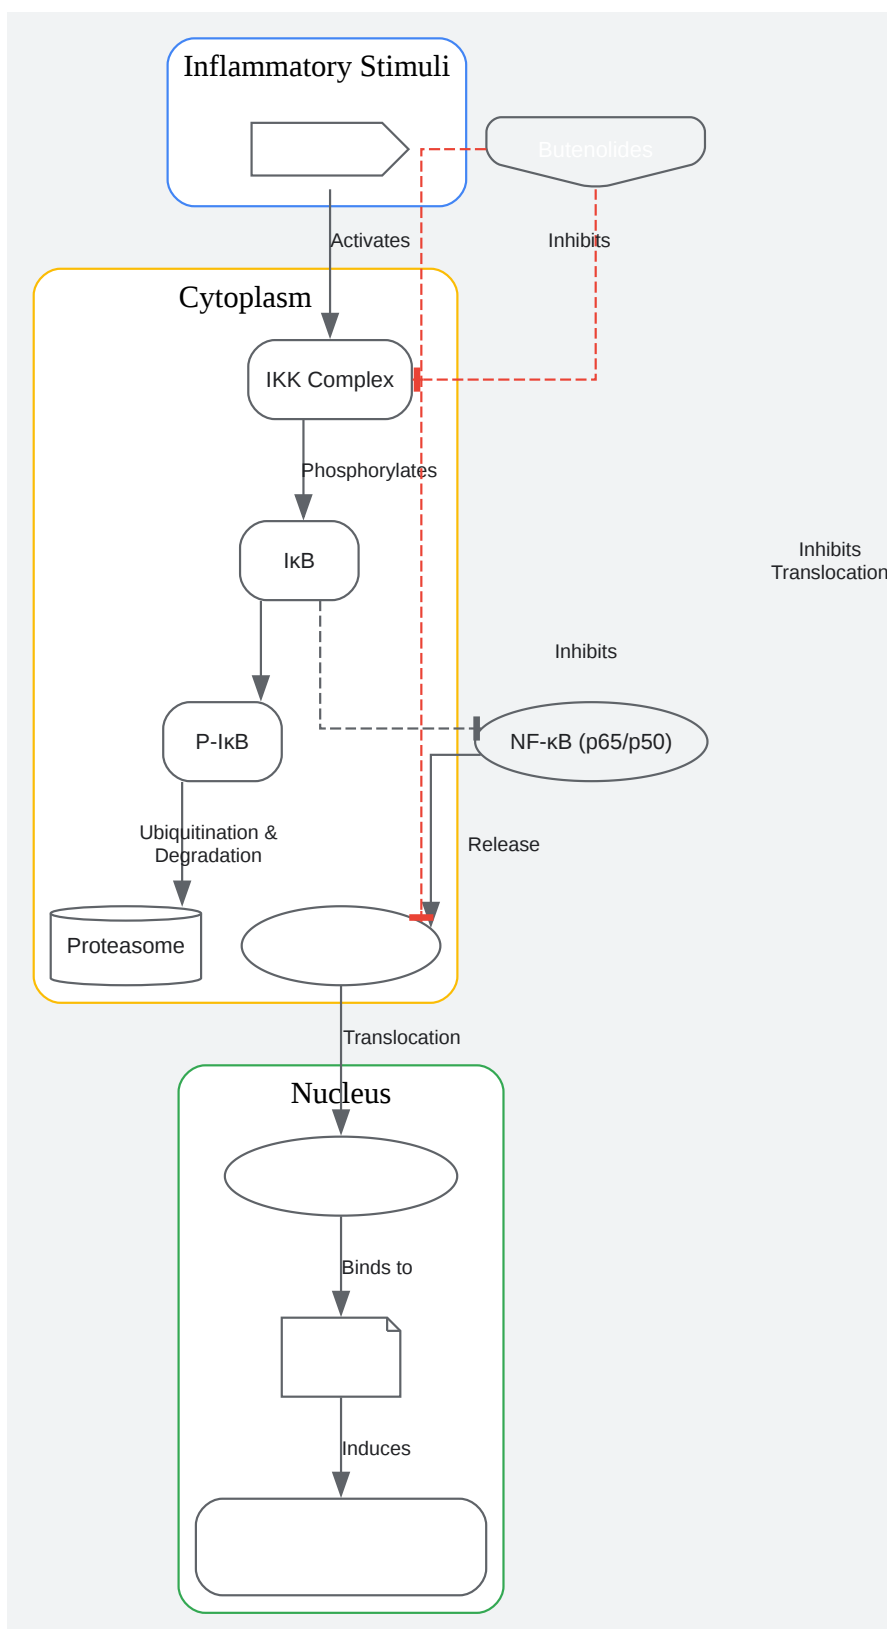 Inflammatory Stimuli
Butenolides
Activates
Inhibits
Cytoplasm
IKK Complex
Phosphorylates
IκB
Inhibits
Translocation
Inhibits
P-IκB
NF-κB (p65/p50)
Ubiquitination &
Degradation
Release
Proteasome
Translocation
Nucleus
Binds to
Induces